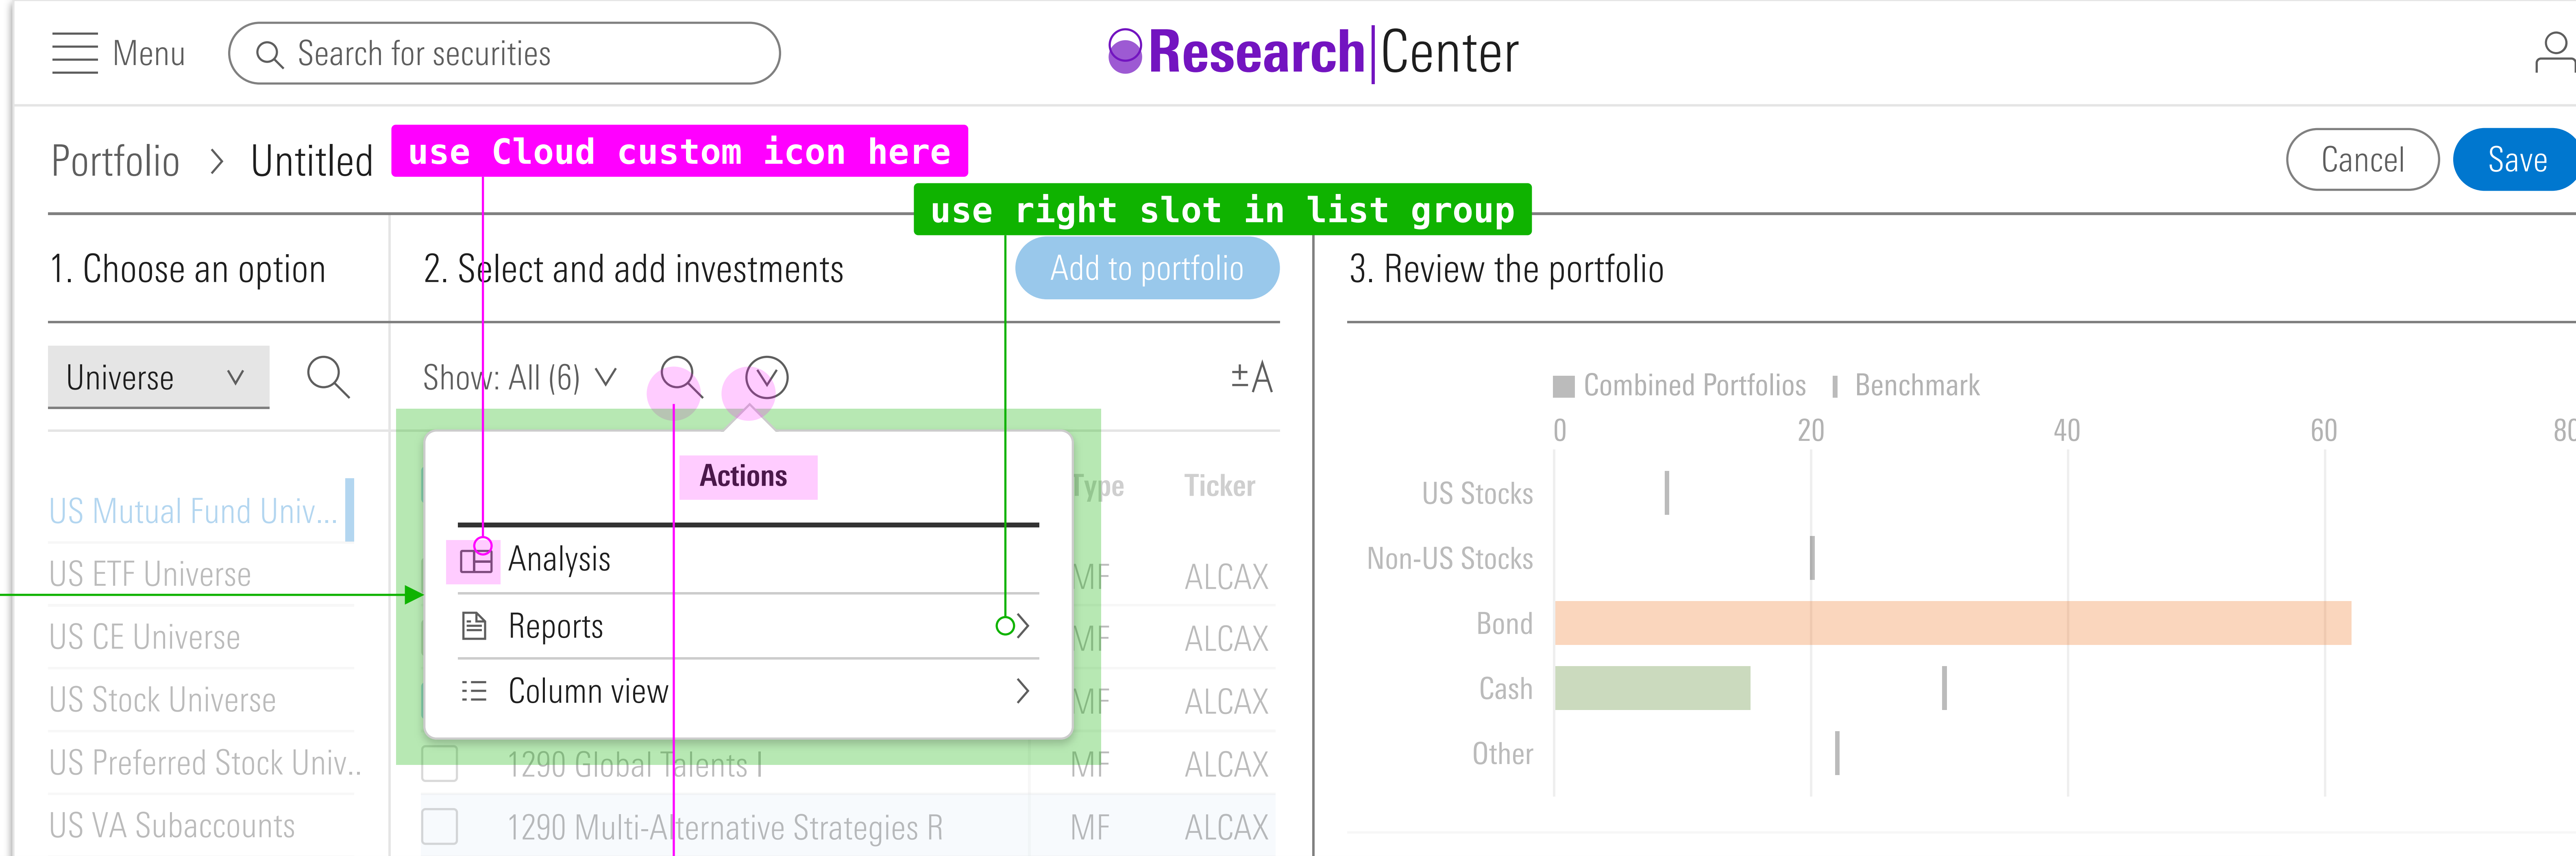 Menu
Search for securities
Research|Center
Portfolio > Untitled
use Cloud custom icon here
Cancel
Save
use right slot in list group
1. Choose an option
2. Select and add investments
Add to portfolio
3. Review the portfolio
Universe
Show: All (6)
±A
Combined Portfolios
Benchmark
0 20 40 60 80
Actions
Type
Ticker
US Mutual Fund Univ...
US Stocks
Analysis
Non-US Stocks
US ETF Universe
MF ALCAX
Reports
Bond
US CE Universe
MF ALCAX
Column view
Cash
US Stock Universe
MF ALCAX
Other
US Preferred Stock Univ..
1290 Global Talents I
MF ALCAX
US VA Subaccounts
1290 Multi-Alternative Strategies R
MF ALCAX